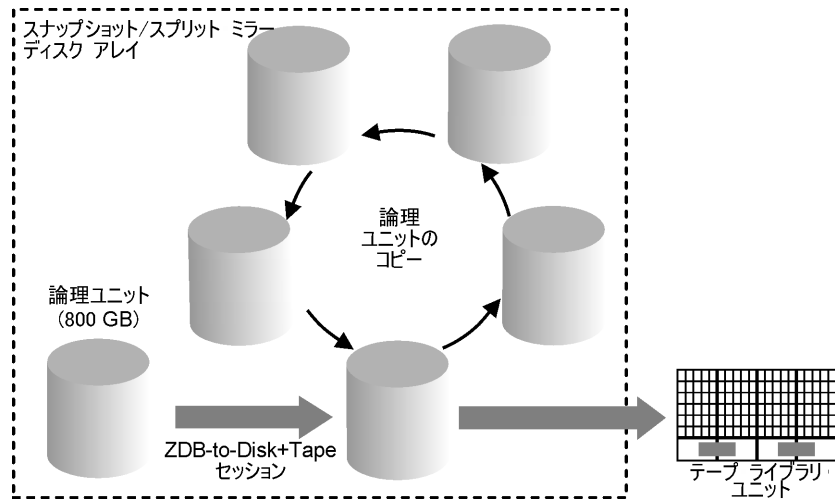 スナップショット/スプリット ミラー
ディスク アレイ
論理
ユニットの
コピー
論理ユニット
(800 GB)
ZDB-to-Disk+Tape
セッション
テープ ライブラリ
ユニット